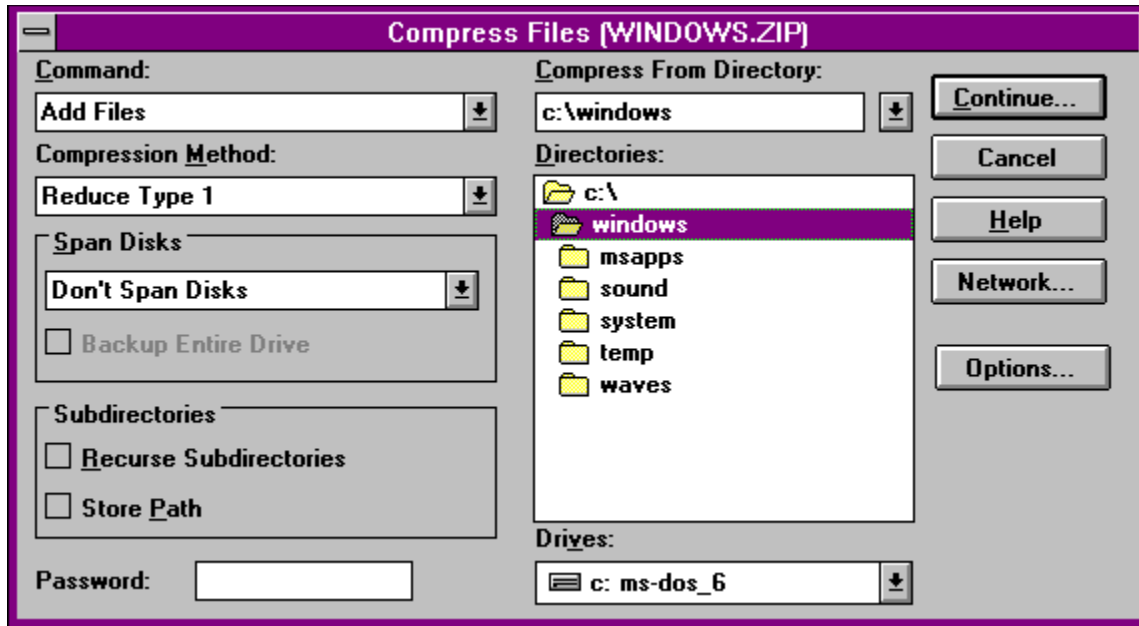 Compress Files (WINDOWS.ZIP)
Command:
Add Files
Compression Method:
Reduce Type 1
Span Disks
Don't Span Disks
Backup Entire Drive
Subdirectories
Recurse Subdirectories
Store Path
Password:
Compress From Directory:
c:\windows
Directories:
c:\
windows
msapps
sound
system
temp
waves
Drives:
c: ms-dos_6
Continue...
Cancel
Help
Network...
Options...